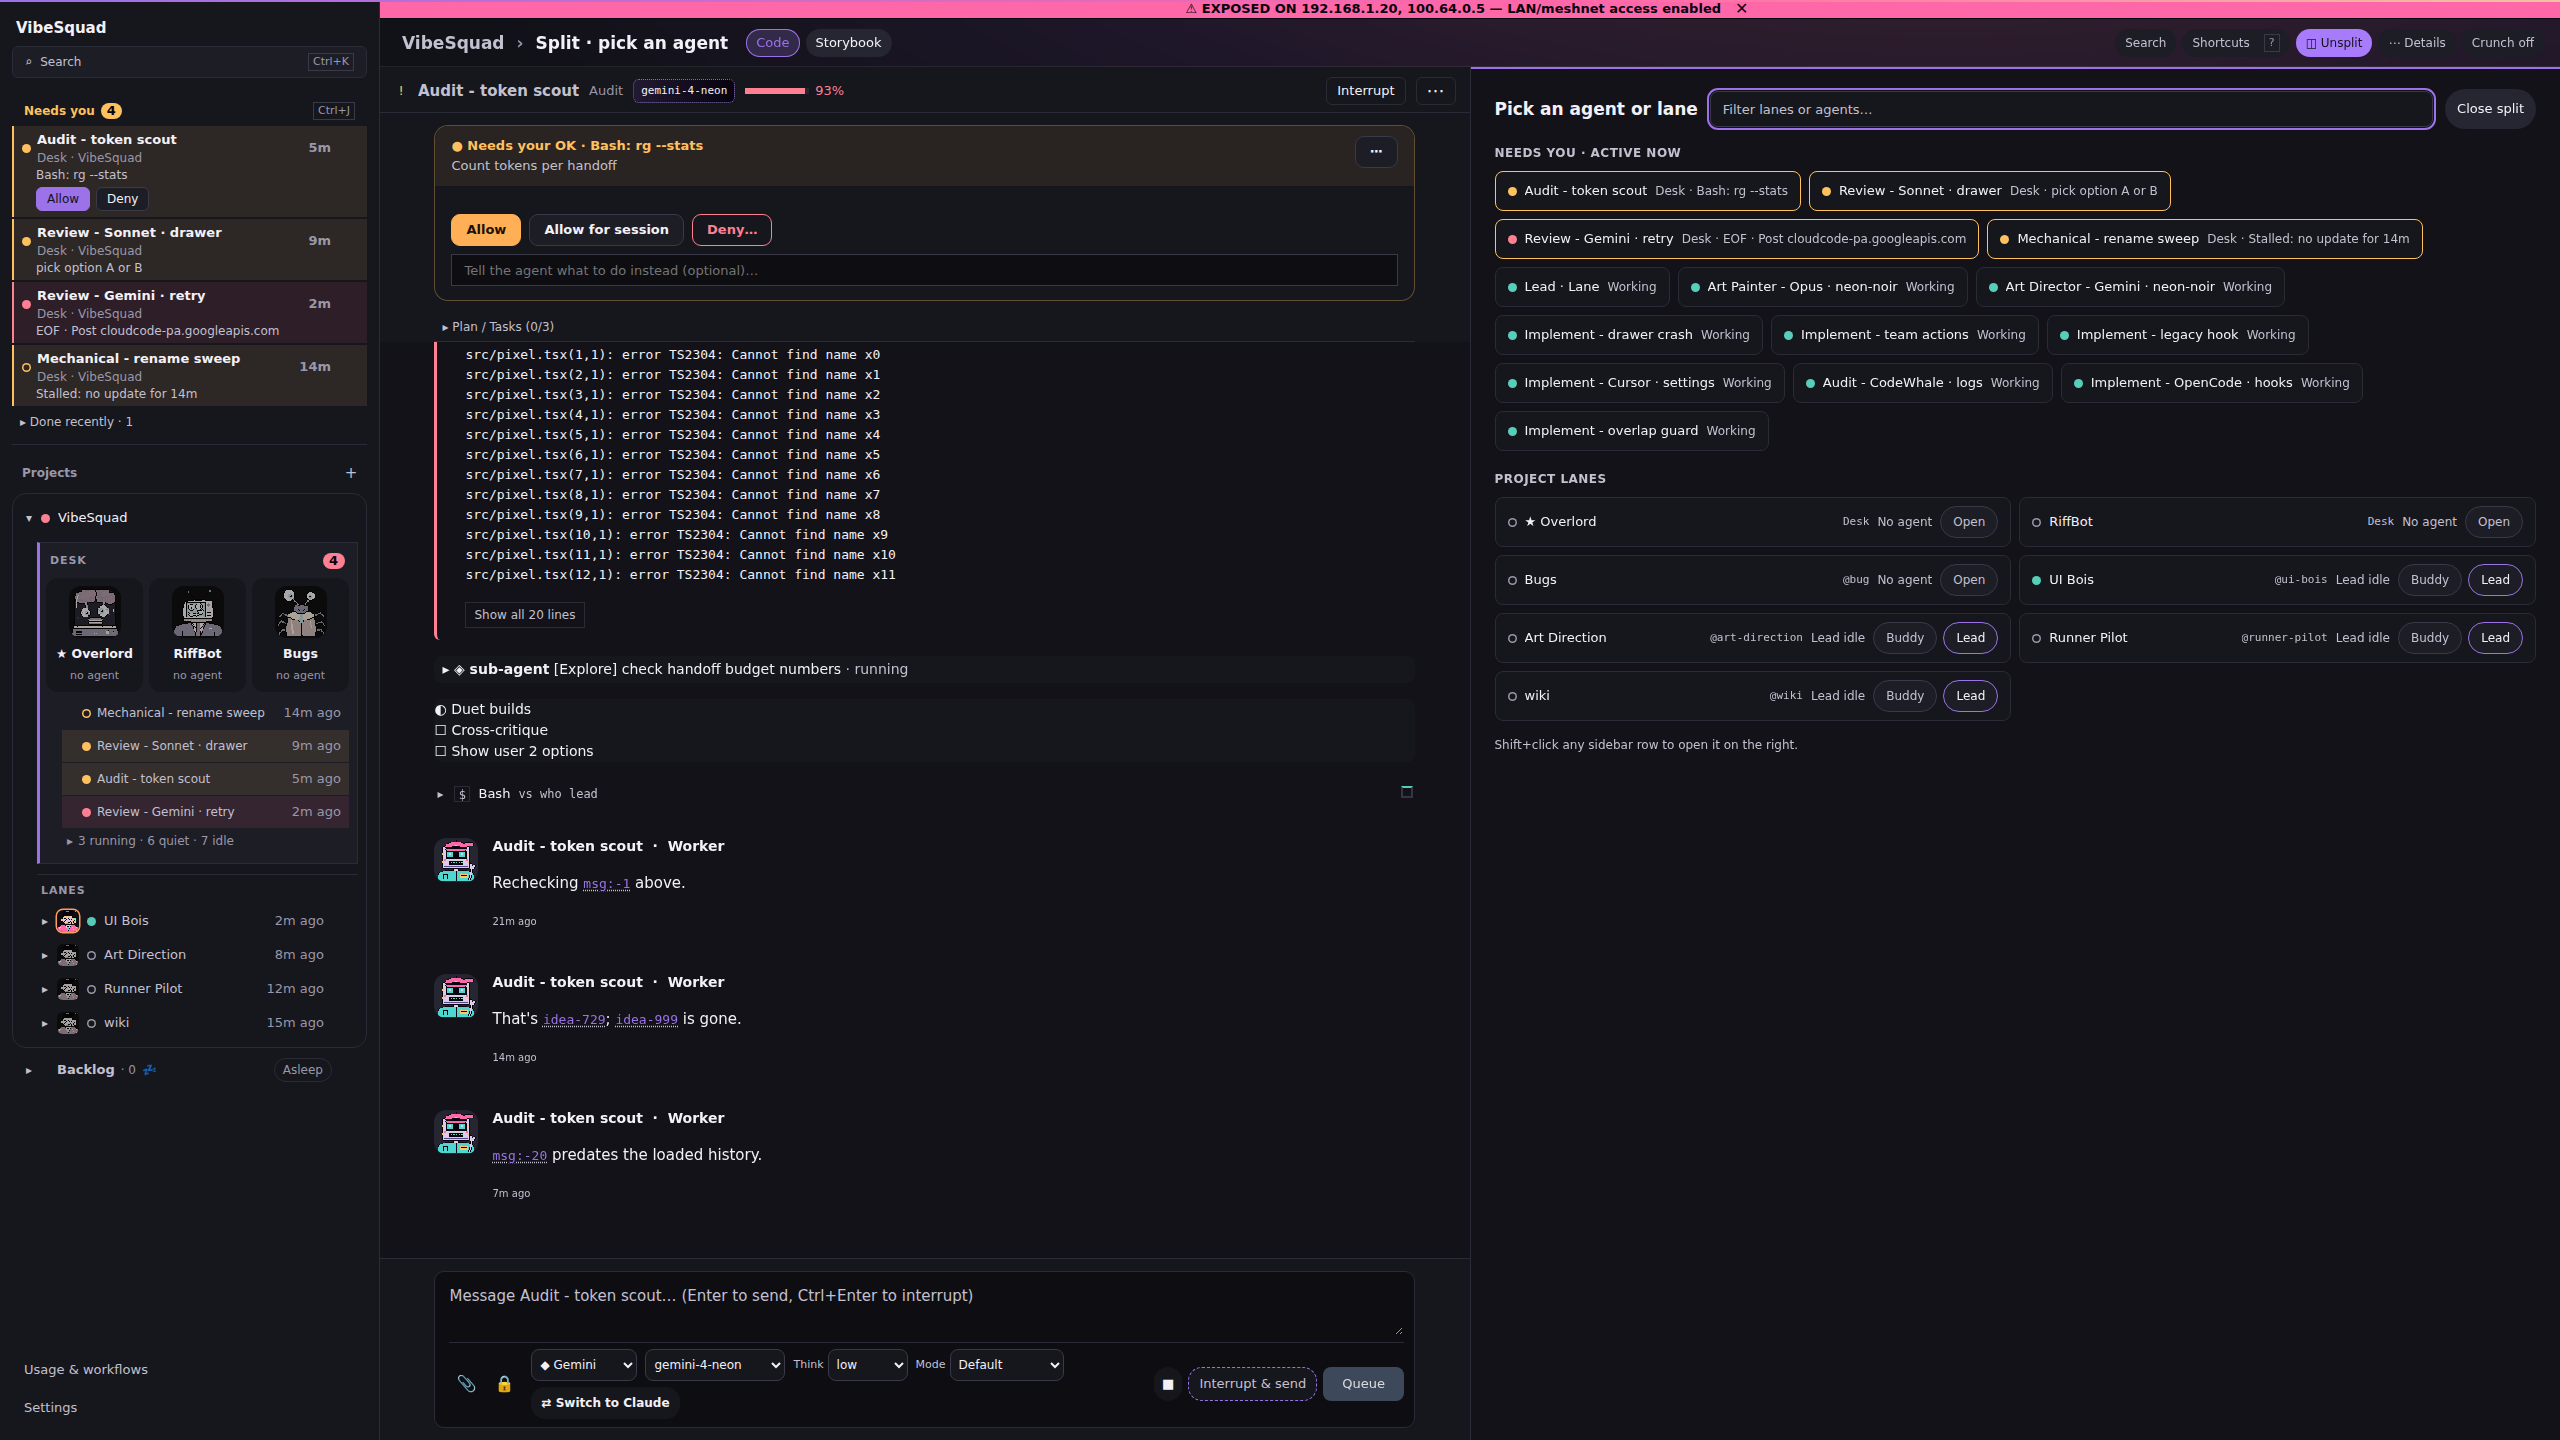 ⚠ EXPOSED ON 192.168.1.20, 100.64.0.5 — LAN/meshnet access enabled ✕
VibeSquad
Search Ctrl+K
Needs you 4 Ctrl+J
Audit - token scout 5m
Desk · VibeSquad
Bash: rg --stats
Allow Deny
Review - Sonnet · drawer 9m
Desk · VibeSquad
pick option A or B
Review - Gemini · retry 2m
Desk · VibeSquad
EOF · Post cloudcode-pa.googleapis.com
Mechanical - rename sweep 14m
Desk · VibeSquad
Stalled: no update for 14m
▸ Done recently · 1
Projects +
▾ VibeSquad
DESK 4
★ Overlord
no agent
RiffBot
no agent
Bugs
no agent
Mechanical - rename sweep 14m ago
Review - Sonnet · drawer 9m ago
Audit - token scout 5m ago
Review - Gemini · retry 2m ago
▸ 3 running · 6 quiet · 7 idle
LANES
▸ UI Bois 2m ago
▸ Art Direction 8m ago
▸ Runner Pilot 12m ago
▸ wiki 15m ago
▸ Backlog · 0 💤 Asleep
Usage & workflows
Settings
VibeSquad › Split · pick an agent Code Storybook
Search Shortcuts ? ◫ Unsplit ··· Details Crunch off
! Audit - token scout Audit gemini-4-neon 93% Interrupt ···
● Needs your OK · Bash: rg --stats
Count tokens per handoff
···
Allow Allow for session Deny…
Tell the agent what to do instead (optional)…
▸ Plan / Tasks (0/3)
src/pixel.tsx(1,1): error TS2304: Cannot find name x0
src/pixel.tsx(2,1): error TS2304: Cannot find name x1
src/pixel.tsx(3,1): error TS2304: Cannot find name x2
src/pixel.tsx(4,1): error TS2304: Cannot find name x3
src/pixel.tsx(5,1): error TS2304: Cannot find name x4
src/pixel.tsx(6,1): error TS2304: Cannot find name x5
src/pixel.tsx(7,1): error TS2304: Cannot find name x6
src/pixel.tsx(8,1): error TS2304: Cannot find name x7
src/pixel.tsx(9,1): error TS2304: Cannot find name x8
src/pixel.tsx(10,1): error TS2304: Cannot find name x9
src/pixel.tsx(11,1): error TS2304: Cannot find name x10
src/pixel.tsx(12,1): error TS2304: Cannot find name x11
Show all 20 lines
▸ ◈ sub-agent [Explore] check handoff budget numbers · running
◐ Duet builds
☐ Cross-critique
☐ Show user 2 options
▸ $ Bash vs who lead
Audit - token scout · Worker
Rechecking msg:-1 above.
21m ago
Audit - token scout · Worker
That's idea-729; idea-999 is gone.
14m ago
Audit - token scout · Worker
msg:-20 predates the loaded history.
7m ago
Message Audit - token scout… (Enter to send, Ctrl+Enter to interrupt)
◆ Gemini gemini-4-neon Think low Mode Default
⇄ Switch to Claude
■ Interrupt & send Queue
Pick an agent or lane Filter lanes or agents… Close split
NEEDS YOU · ACTIVE NOW
Audit - token scout Desk · Bash: rg --stats
Review - Sonnet · drawer Desk · pick option A or B
Review - Gemini · retry Desk · EOF · Post cloudcode-pa.googleapis.com
Mechanical - rename sweep Desk · Stalled: no update for 14m
Lead · Lane Working
Art Painter - Opus · neon-noir Working
Art Director - Gemini · neon-noir Working
Implement - drawer crash Working
Implement - team actions Working
Implement - legacy hook Working
Implement - Cursor · settings Working
Audit - CodeWhale · logs Working
Implement - OpenCode · hooks Working
Implement - overlap guard Working
PROJECT LANES
★ Overlord Desk No agent Open
RiffBot Desk No agent Open
Bugs @bug No agent Open
UI Bois @ui-bois Lead idle Buddy Lead
Art Direction @art-direction Lead idle Buddy Lead
Runner Pilot @runner-pilot Lead idle Buddy Lead
wiki @wiki Lead idle Buddy Lead
Shift+click any sidebar row to open it on the right.